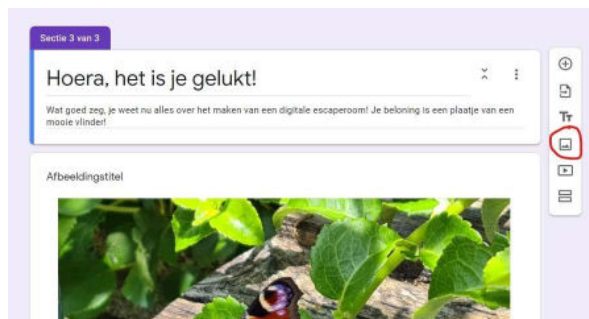 Sectie 3 van 3
Hoera, het is je gelukt!
Wat goed zeg, je weet nu alles over het maken van een digitale escaperoom! Je beloning is een plaatje van een
mooie vlinder!
Tt
Afbeeldingstitel